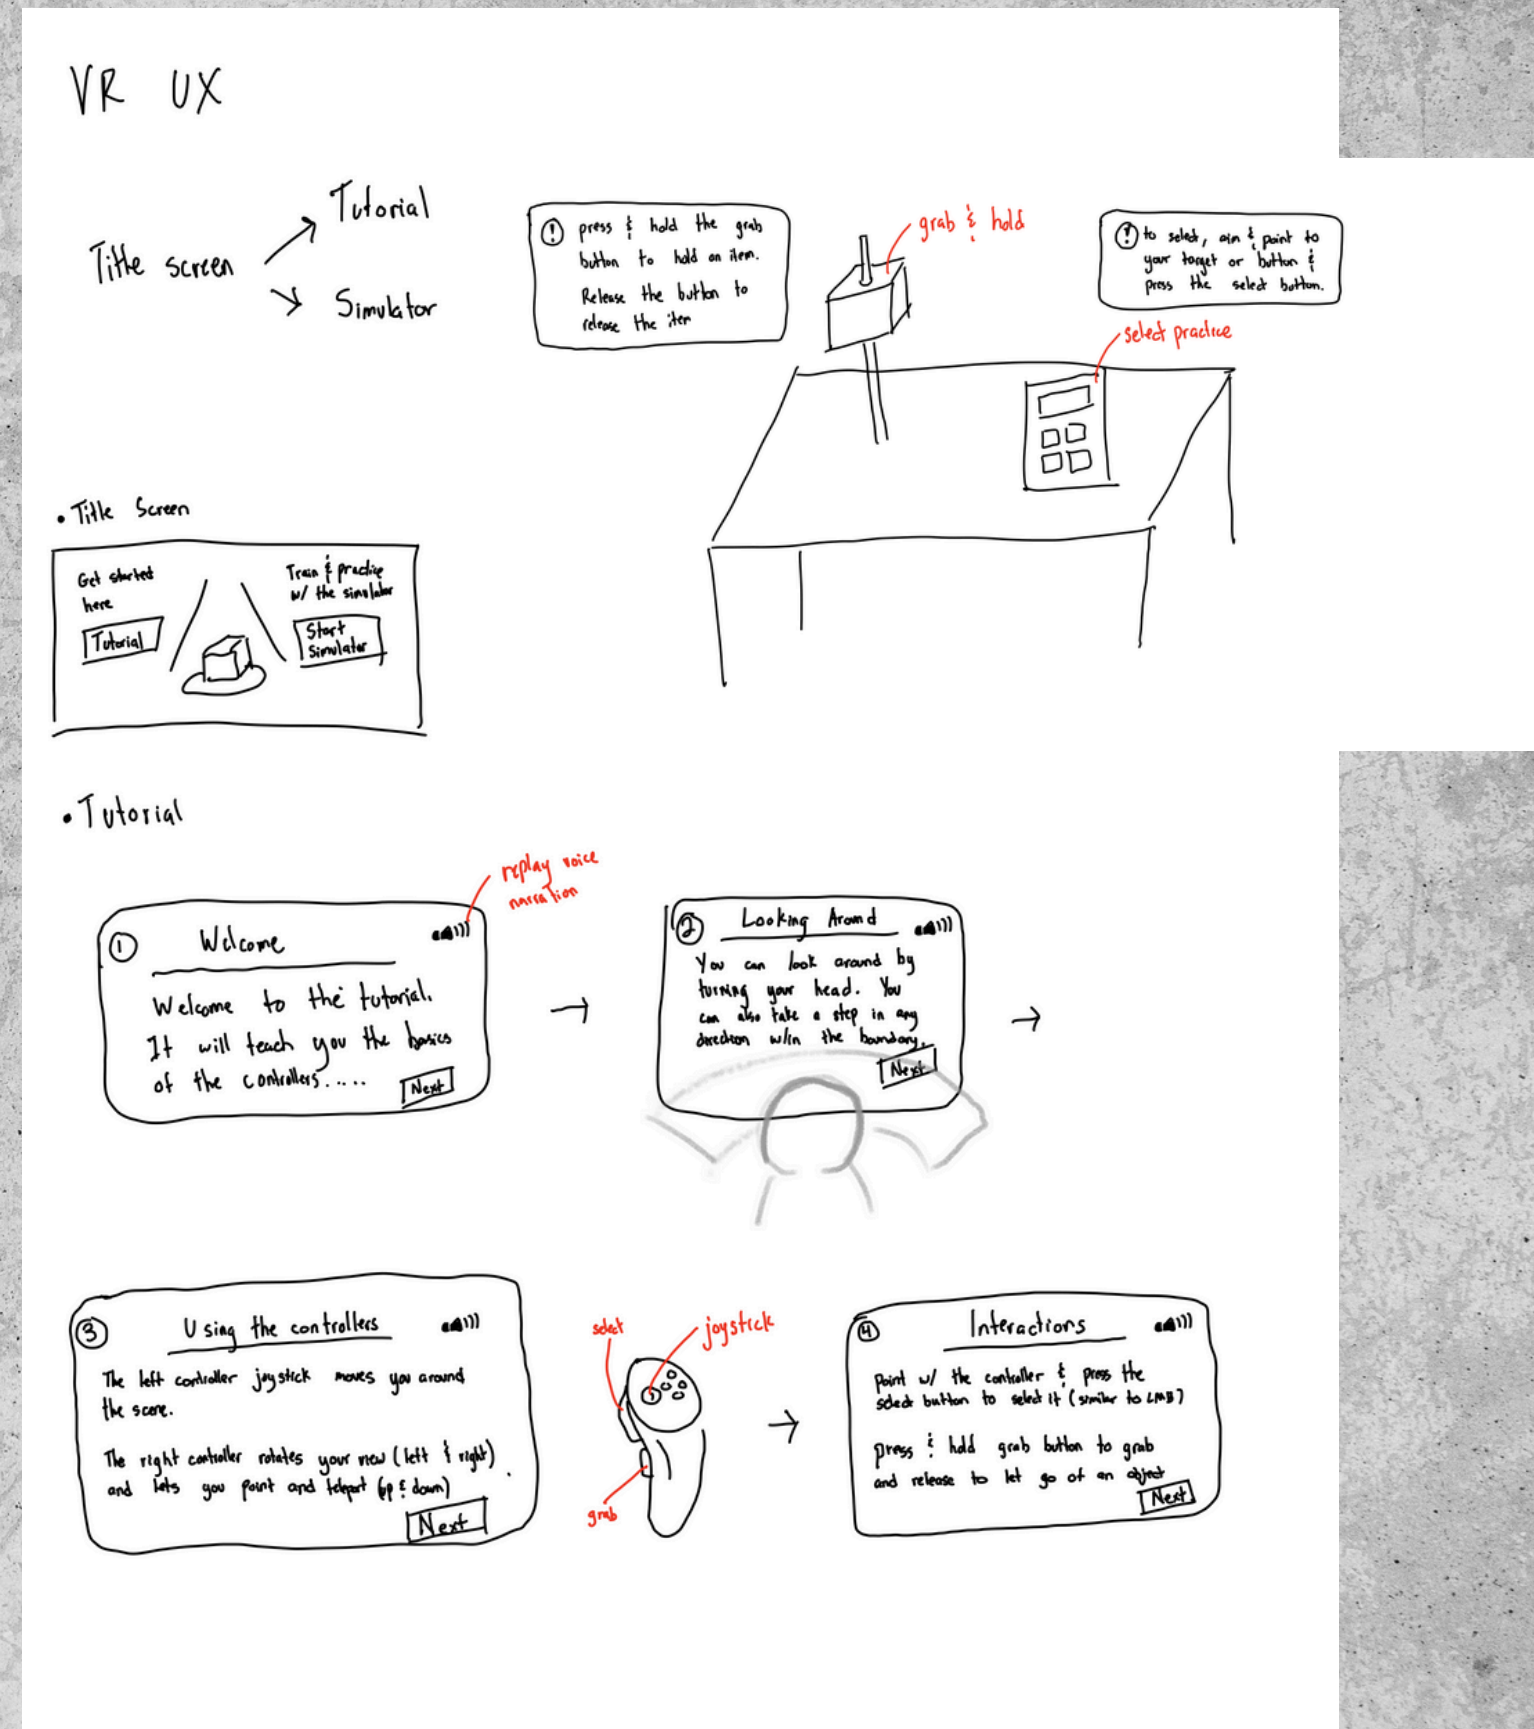 VR UX
Title screen
Tutorial
Simulator
! press & hold the grab
button to hold an item.
Release the button to
release the item
grab & hold
! to select, aim & point to
your target or button &
press the select button.
select practice
• Title Screen
Get started
here
Tutorial
Train & practice
w/ the simulator
Start
Simulator
• Tutorial
replay voice
narration
1 Welcome
Welcome to the tutorial.
It will teach you the basics
of the controllers.....
Next
2 Looking Around
You can look around by
turning your head. You
can also take a step in any
direction w/in the boundary.
Next
3 Using the controllers
The left controller joystick moves you around
the scene.
The right controller rotates your view (left & right)
and lets you point and teleport (up & down)
Next
select
joystick
grab
4 Interactions
Point w/ the controller & press the
select button to select it (similar to LMB)
press & hold grab button to grab
and release to let go of an object
Next